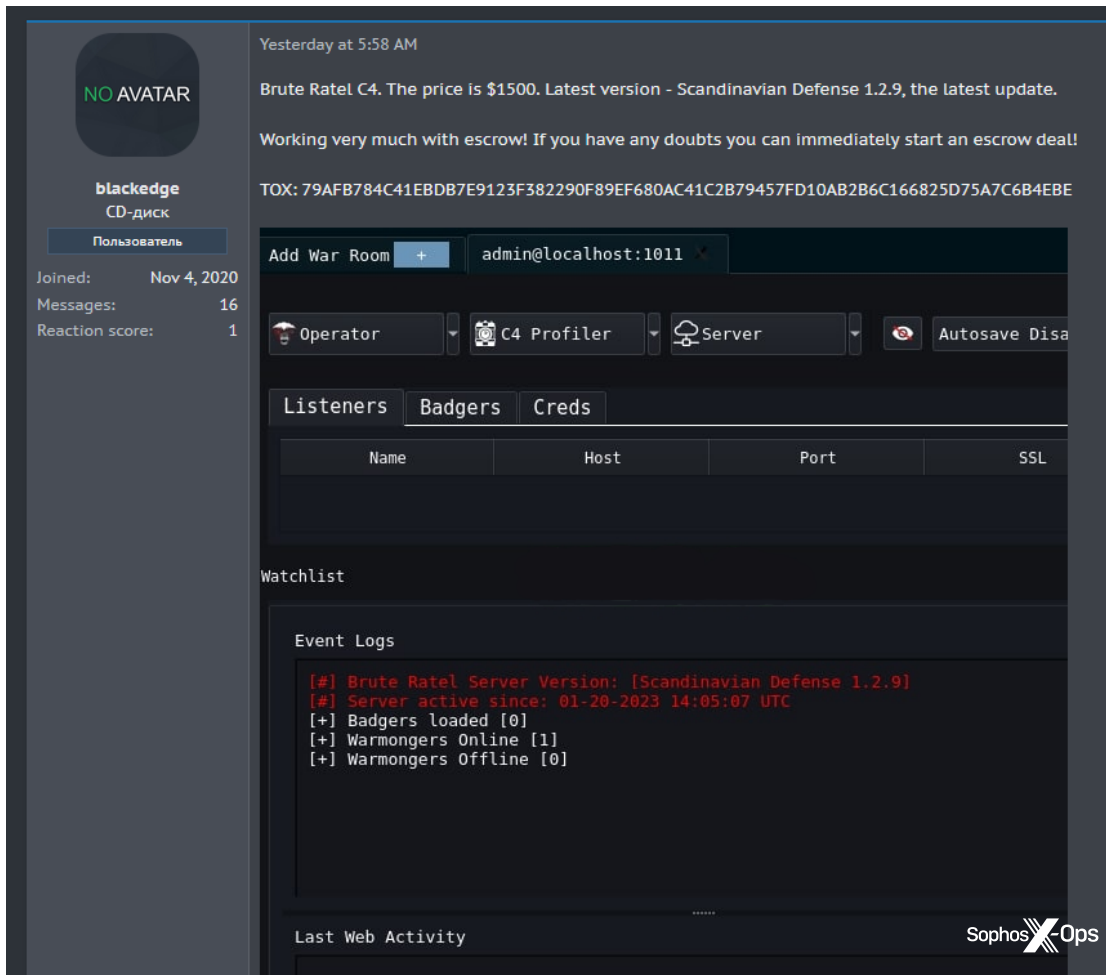 Yesterday at 5:58 AM
NO AVATAR
Brute Ratel C4. The price is $1500. Latest version - Scandinavian Defense 1.2.9, the latest update.
Working very much with escrow! If you have any doubts you can immediately start an escrow deal!
blackedge
TOX: 79AFB784C41EBDB7E9123F382290F89EF680AC41C2B79457FD10AB2B6C166825D75A7C6B4EBE
CD-диск
Пользователь
Joined: Nov 4, 2020
Messages: 16
Reaction score: 1
Add War Room + admin@localhost:1011 x
Operator C4 Profiler Server Autosave Disa
Listeners Badgers Creds
Name Host Port SSL
Watchlist
Event Logs
[#] Brute Ratel Server Version: [Scandinavian Defense 1.2.9]
[#] Server active since: 01-20-2023 14:05:07 UTC
[+] Badgers loaded [0]
[+] Warmongers Online [1]
[+] Warmongers Offline [0]
Last Web Activity
Sophos X-Ops